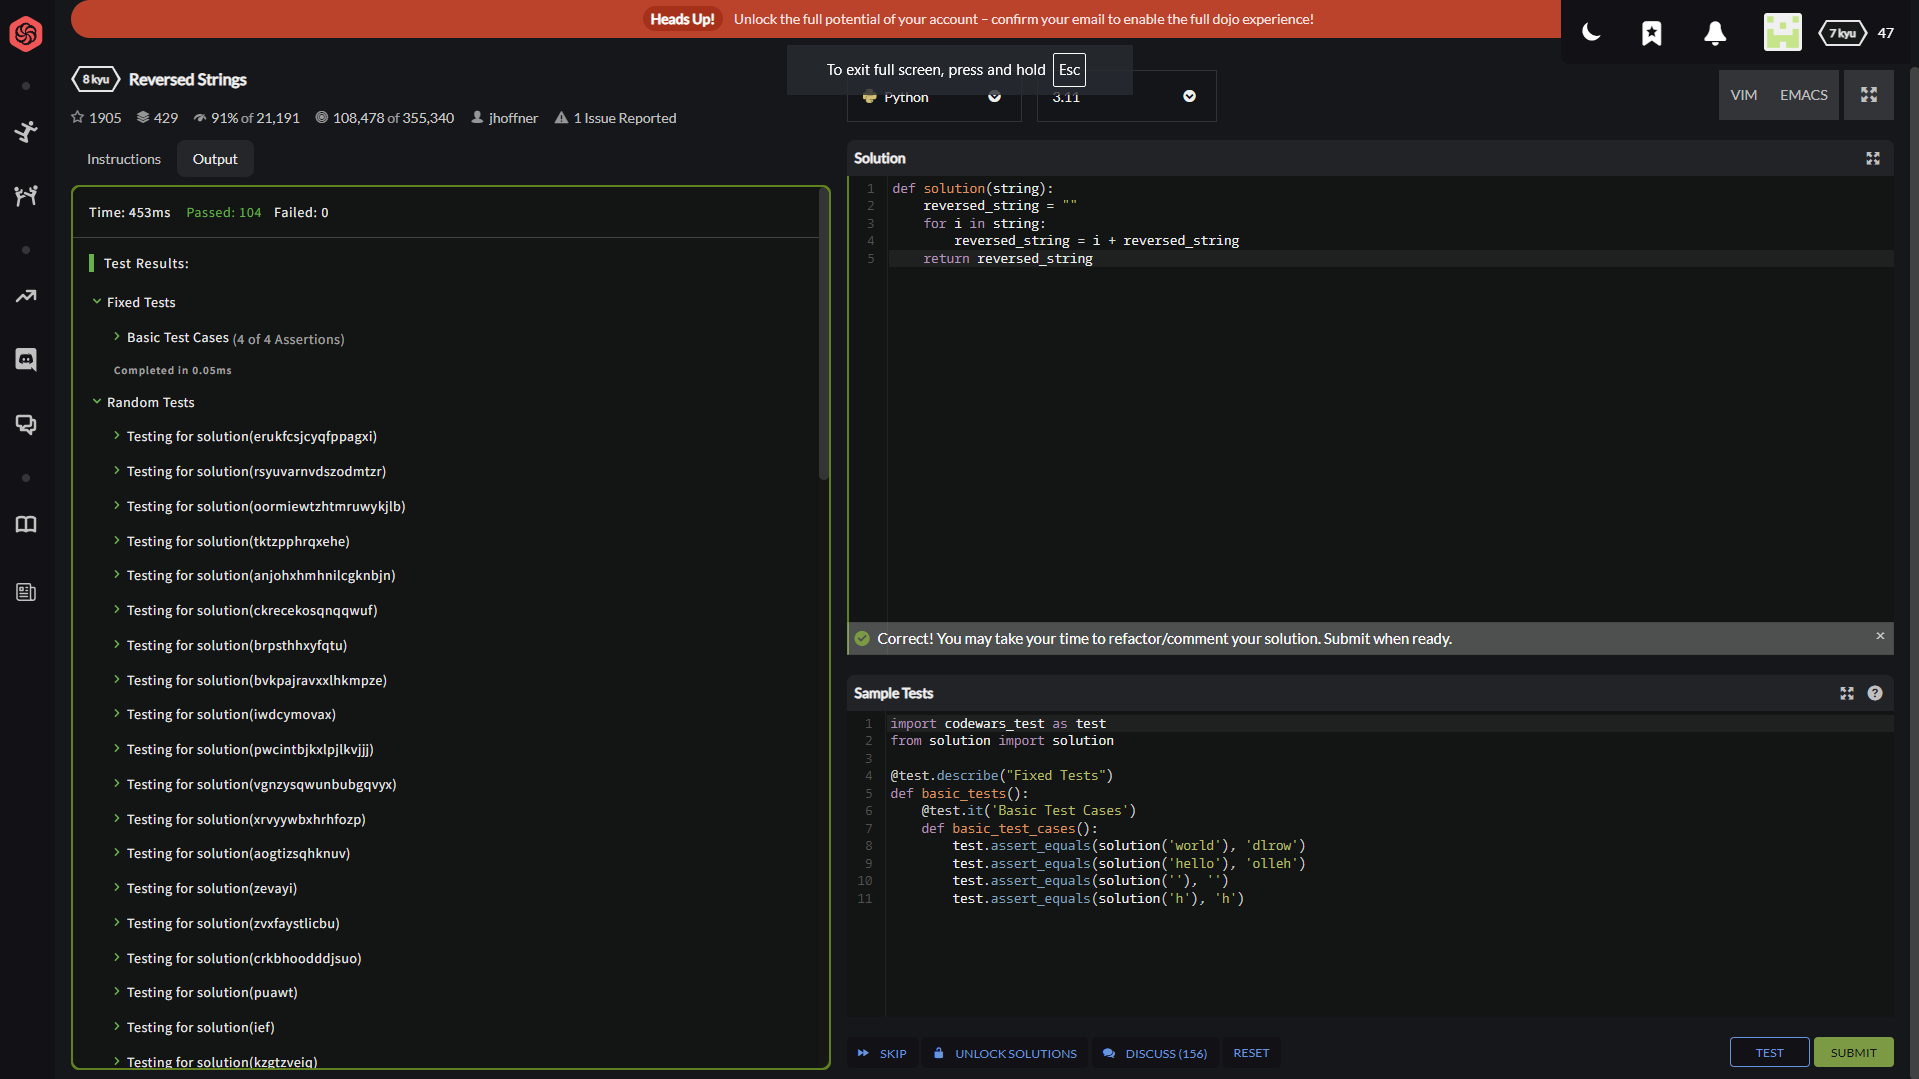 Heads Up! Unlock the full potential of your account – confirm your email to enable the full dojo experience!
7 kyu 47
To exit full screen, press and hold Esc
8 kyu Reversed Strings
1905 429 91% of 21,191 108,478 of 355,340 jhoffner 1 Issue Reported
Python 3.11
VIM EMACS
Instructions Output
Time: 453ms Passed: 104 Failed: 0
Test Results:
Fixed Tests
Basic Test Cases (4 of 4 Assertions)
Completed in 0.05ms
Random Tests
Testing for solution(erukfcsjcyqfppagxi)
Testing for solution(rsyuvarnvdszodmtzr)
Testing for solution(oormiewtzhtmruwykjlb)
Testing for solution(tktzpphrqxehe)
Testing for solution(anjohxhmhnilcgknbjn)
Testing for solution(ckrecekosqnqqwuf)
Testing for solution(brpsthhxyfqtu)
Testing for solution(bvkpajravxxlhkmpze)
Testing for solution(iwdcymovax)
Testing for solution(pwcintbjkxlpjlkvjjj)
Testing for solution(vgnzysqwunbubgqvyx)
Testing for solution(xrvyywbxhrhfozp)
Testing for solution(aogtizsqhknuv)
Testing for solution(zevayi)
Testing for solution(zvxfaystlicbu)
Testing for solution(crkbhoodddjsuo)
Testing for solution(puawt)
Testing for solution(ief)
Testing for solution(kzgtzveiq)
Solution
1 def solution(string):
2     reversed_string = ""
3     for i in string:
4         reversed_string = i + reversed_string
5     return reversed_string
Correct! You may take your time to refactor/comment your solution. Submit when ready. ×
Sample Tests
1 import codewars_test as test
2 from solution import solution
3
4 @test.describe("Fixed Tests")
5 def basic_tests():
6     @test.it('Basic Test Cases')
7     def basic_test_cases():
8         test.assert_equals(solution('world'), 'dlrow')
9         test.assert_equals(solution('hello'), 'olleh')
10         test.assert_equals(solution(''), '')
11         test.assert_equals(solution('h'), 'h')
SKIP UNLOCK SOLUTIONS DISCUSS (156) RESET TEST SUBMIT